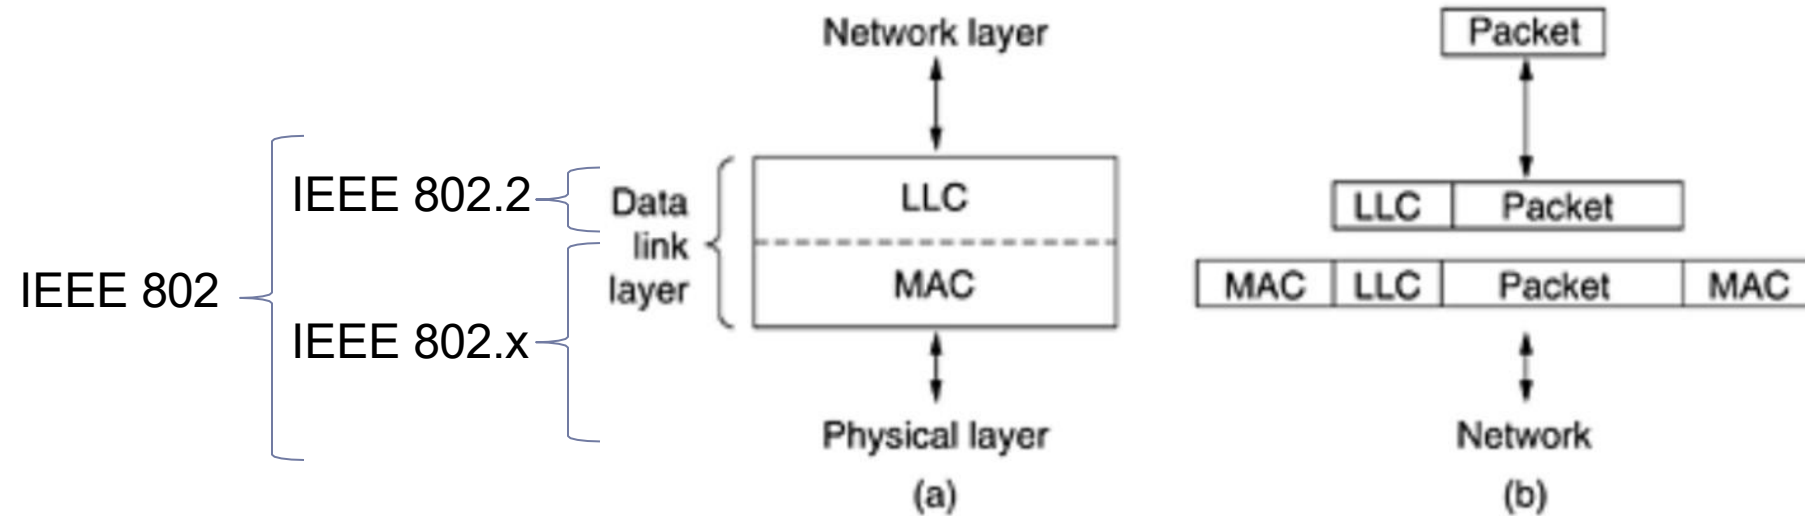 IEEE 802
IEEE 802.2
IEEE 802.x
Network layer
Data
link
layer
LLC
MAC
Physical layer
(a)
Packet
LLC Packet
MAC LLC Packet MAC
Network
(b)